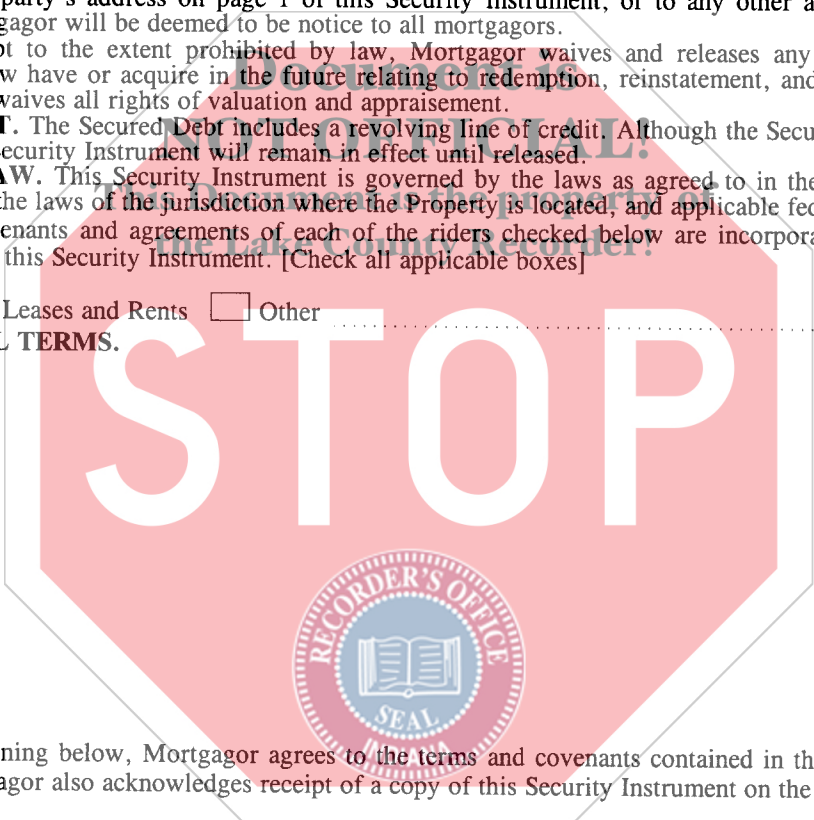 party's address on page 1 of this Security Instrument, or to any other a
gagor will be deemed to be notice to all mortgagors.
pt to the extent prohibited by law, Mortgagor waives and releases any
w have or acquire in the future relating to redemption, reinstatement, and
waives all rights of valuation and appraisement.
T. The Secured Debt includes a revolving line of credit. Although the Secu
ecurity Instrument will remain in effect until released.
AW. This Security Instrument is governed by the laws as agreed to in the
the laws of the jurisdiction where the Property is located, and applicable fed
enants and agreements of each of the riders checked below are incorpora
this Security Instrument. [Check all applicable boxes]
Leases and Rents Other
L TERMS.
Document is
NOT OFFICIAL!
This Document is the property of
the Lake County Recorder!
STOP
RECORDER'S OFFICE
SEAL
INDIANA
ning below, Mortgagor agrees to the terms and covenants contained in th
agor also acknowledges receipt of a copy of this Security Instrument on the